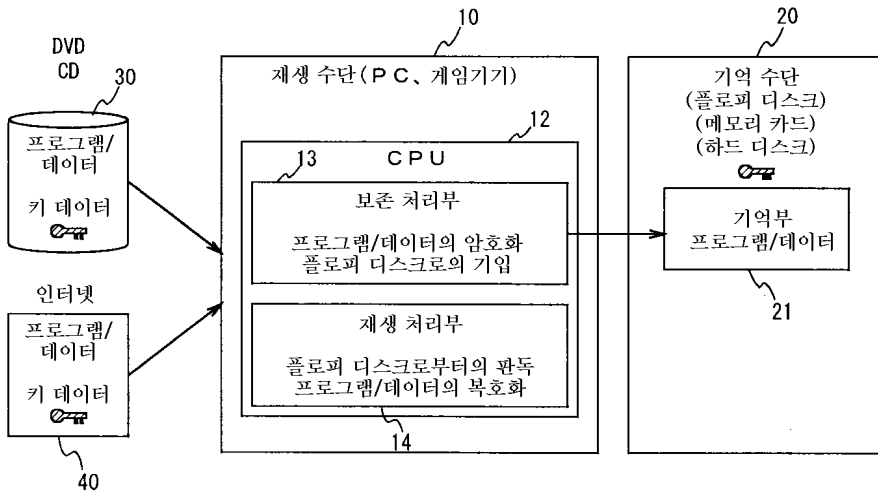 DVD
CD
30
프로그램/
데이터
키 데이터
인터넷
프로그램/
데이터
키 데이터
40
10
재생 수단(PC、게임기기)
12
CPU
13
보존 처리부
프로그램/데이터의 암호화
플로피 디스크로의 기입
재생 처리부
플로피 디스크로부터의 판독
프로그램/데이터의 복호화
14
20
기억 수단
(플로피 디스크)
(메모리 카드)
(하드 디스크)
기억부
프로그램/데이터
21